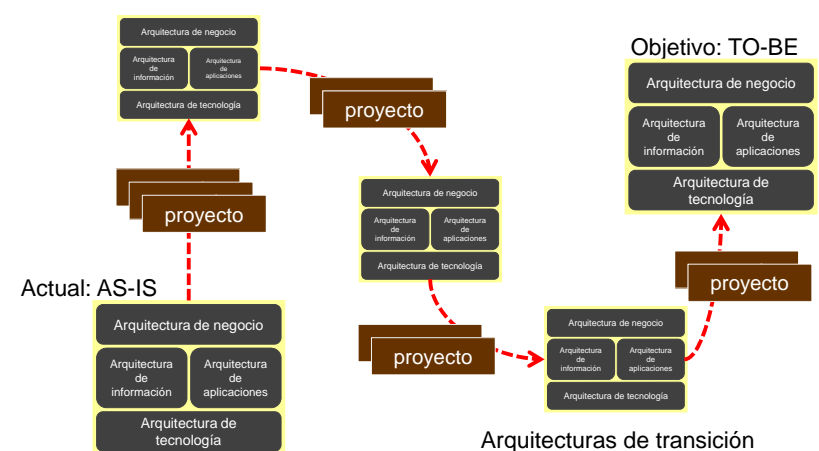 Arquitectura de negocio
Arquitectura
de
información
Arquitectura
de
aplicaciones
Arquitectura de tecnología
proyecto
proyecto
Actual: AS-IS
Arquitectura de negocio
Arquitectura
de
información
Arquitectura
de
aplicaciones
Arquitectura de
tecnología
Arquitectura de negocio
Arquitectura
de
información
Arquitectura
de
aplicaciones
Arquitectura de tecnología
proyecto
Arquitectura de negocio
Arquitectura
de
información
Arquitectura
de
aplicaciones
Arquitectura de tecnología
Arquitecturas de transición
proyecto
Objetivo: TO-BE
Arquitectura de negocio
Arquitectura
de
información
Arquitectura
de
aplicaciones
Arquitectura de
tecnología